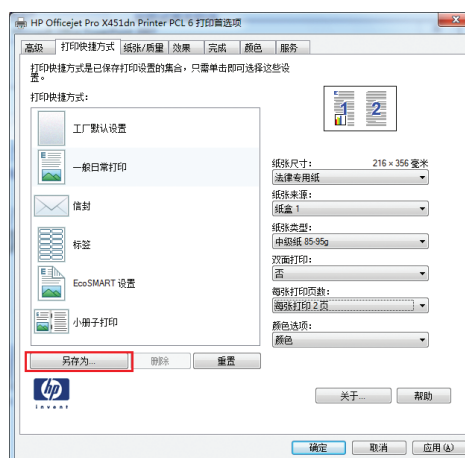 HP Officejet Pro X451dn Printer PCL 6 打印首选项
高级 打印快捷方式 纸张/质量 效果 完成 颜色 服务
打印快捷方式是已保存打印设置的集合，只需单击即可选择这些设
置。
打印快捷方式：
工厂默认设置
一般日常打印
信封
标签
EcoSMART 设置
小册子打印
另存为... 删除 重置
1 2
纸张尺寸： 216 × 356 毫米
法律专用纸
纸张来源：
纸盒 1
纸张类型：
中级纸 85-95g
双面打印：
否
每张打印页数：
每张打印 2 页
颜色选项：
颜色
hp
invent
关于... 帮助
确定 取消 应用(A)